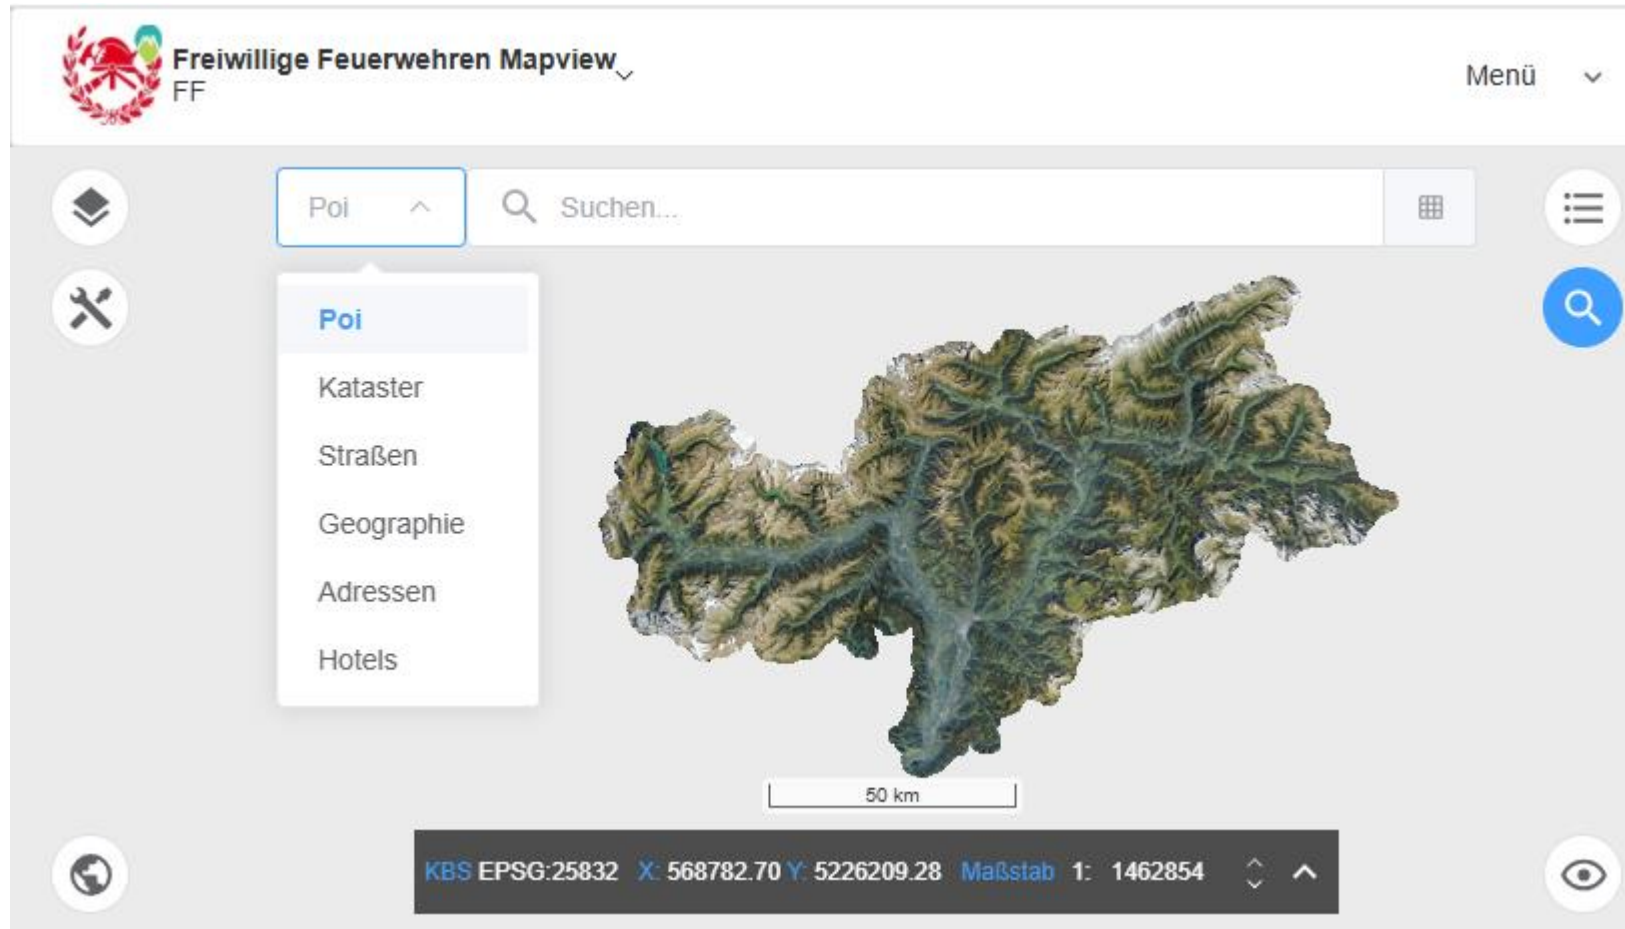 Freiwillige Feuerwehren Mapview
FF
Menü
Poi
Suchen...
Poi
Kataster
Straßen
Geographie
Adressen
Hotels
50 km
KBS EPSG:25832 X: 568782.70 Y: 5226209.28 Maßstab 1: 1462854